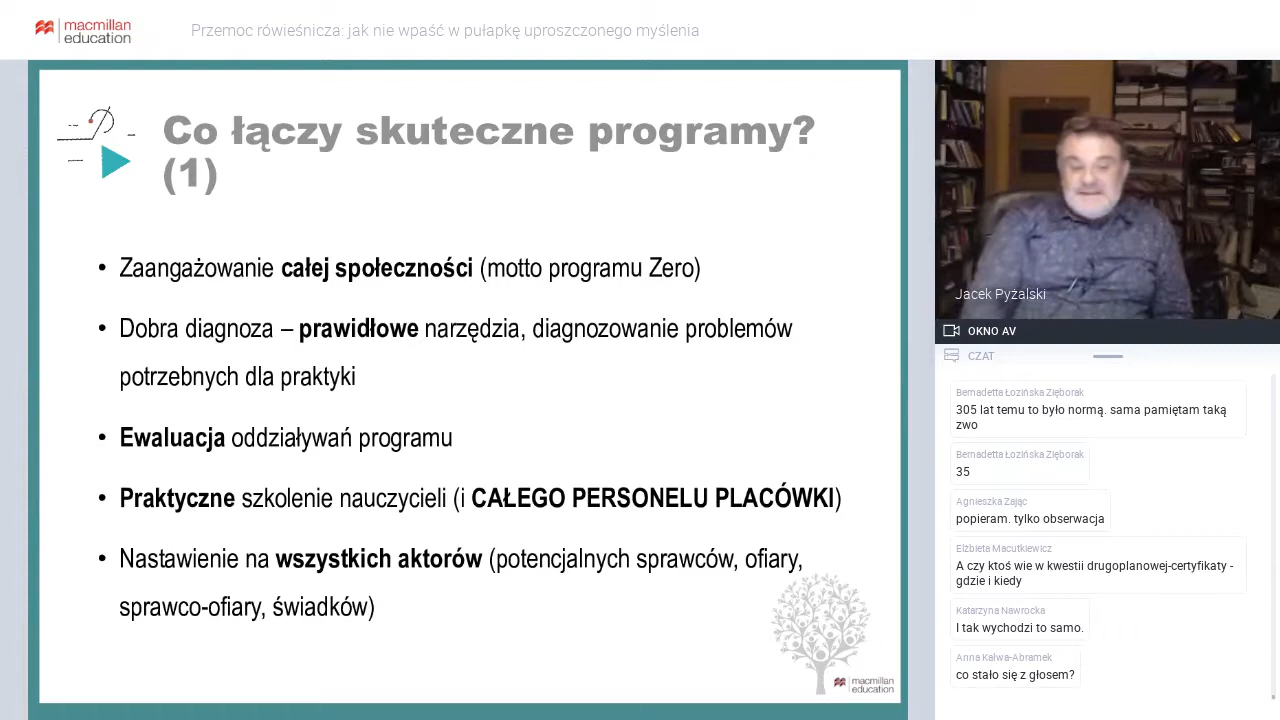 macmillan
education
Przemoc rówieśnicza: jak nie wpaść w pułapkę uproszczonego myślenia
Co łączy skuteczne programy?
(1)
• Zaangażowanie całej społeczności (motto programu Zero)
• Dobra diagnoza – prawidłowe narzędzia, diagnozowanie problemów
potrzebnych dla praktyki
• Ewaluacja oddziaływań programu
• Praktyczne szkolenie nauczycieli (i CAŁEGO PERSONELU PLACÓWKI)
• Nastawienie na wszystkich aktorów (potencjalnych sprawców, ofiary,
sprawco-ofiary, świadków)
macmillan
education
Jacek Pyżalski
OKNO AV
CZAT
Bernadetta Łozińska Zięborak
305 lat temu to było normą. sama pamiętam taką
zwo
Bernadetta Łozińska Zięborak
35
Agnieszka Zając
popieram. tylko obserwacja
Elżbieta Macutkiewicz
A czy ktoś wie w kwestii drugoplanowej-certyfikaty -
gdzie i kiedy
Katarzyna Nawrocka
I tak wychodzi to samo.
Anna Kalwa-Abramek
co stało się z głosem?